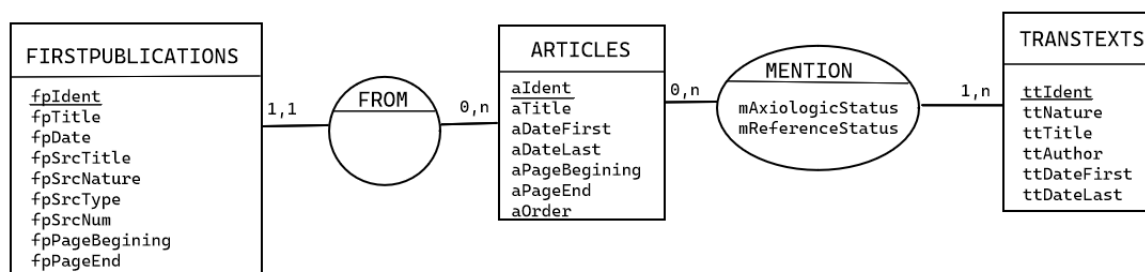 FIRSTPUBLICATIONS
fpIdent
fpTitle
fpDate
fpSrcTitle
fpSrcNature
fpSrcType
fpSrcNum
fpPageBegining
fpPageEnd
1,1
FROM
0,n
ARTICLES
aIdent
aTitle
aDateFirst
aDateLast
aPageBegining
aPageEnd
aOrder
0,n
MENTION
mAxiologicStatus
mReferenceStatus
1,n
TRANSTEXTS
ttIdent
ttNature
ttTitle
ttAuthor
ttDateFirst
ttDateLast